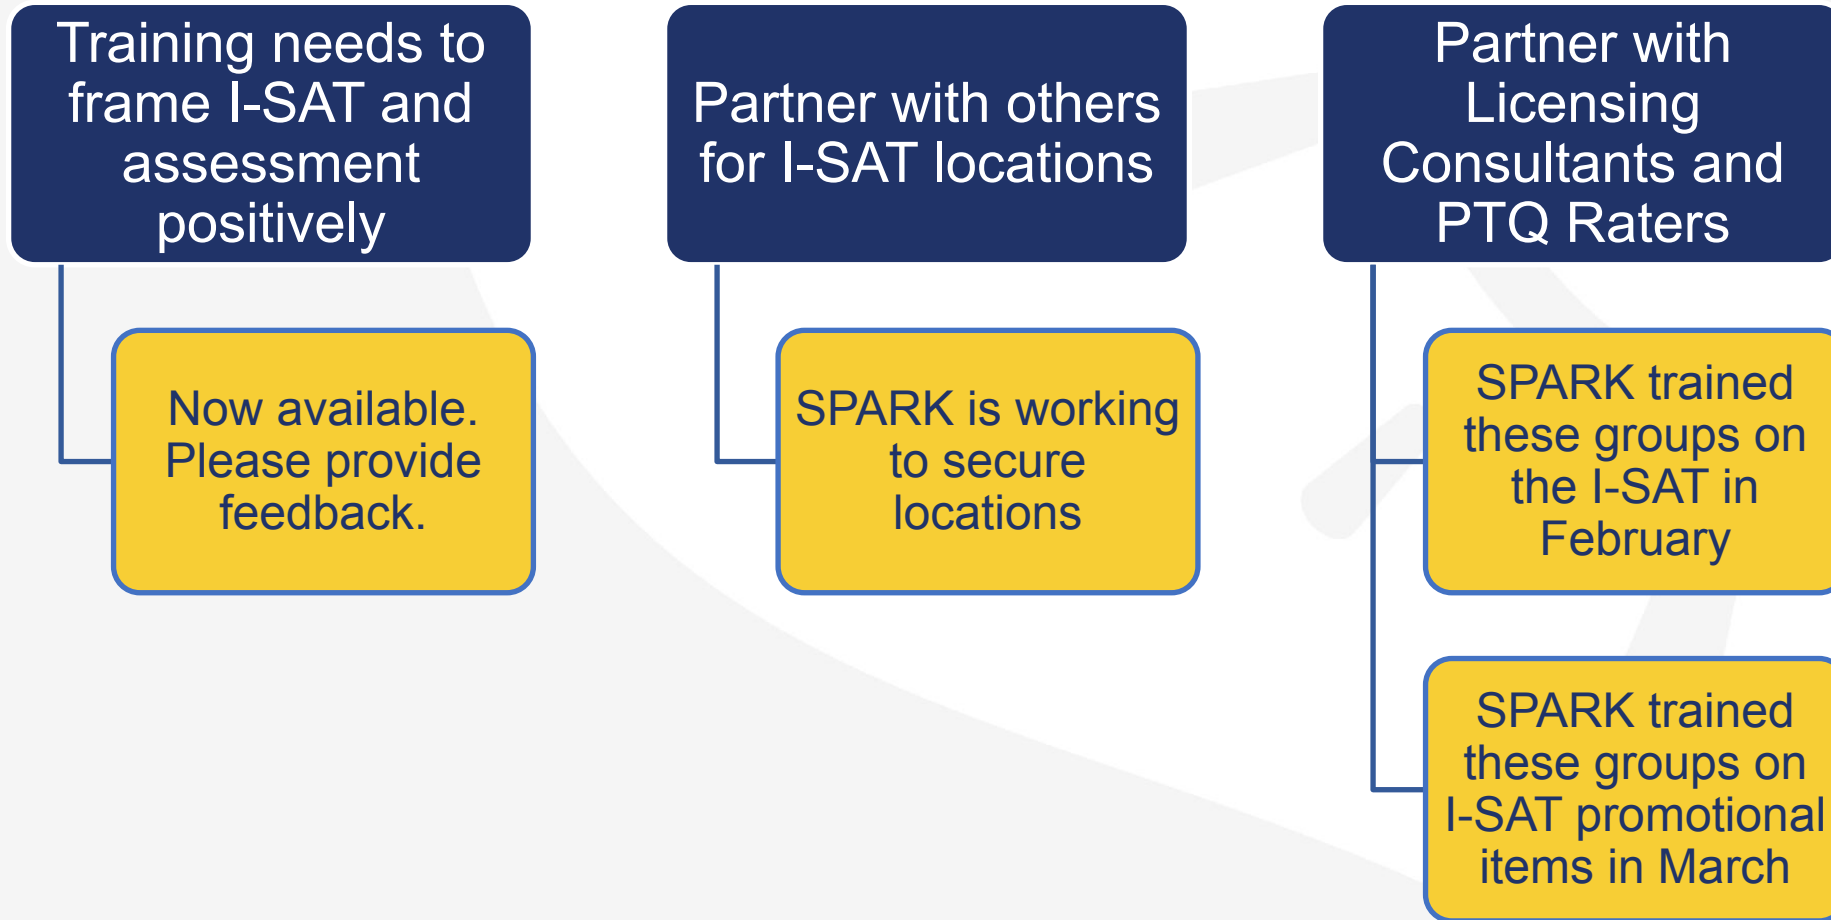 Training needs to
frame I-SAT and
assessment
positively
Now available.
Please provide
feedback.
Partner with others
for I-SAT locations
SPARK is working
to secure
locations
Partner with
Licensing
Consultants and
PTQ Raters
SPARK trained
these groups on
the I-SAT in
February
SPARK trained
these groups on
I-SAT promotional
items in March